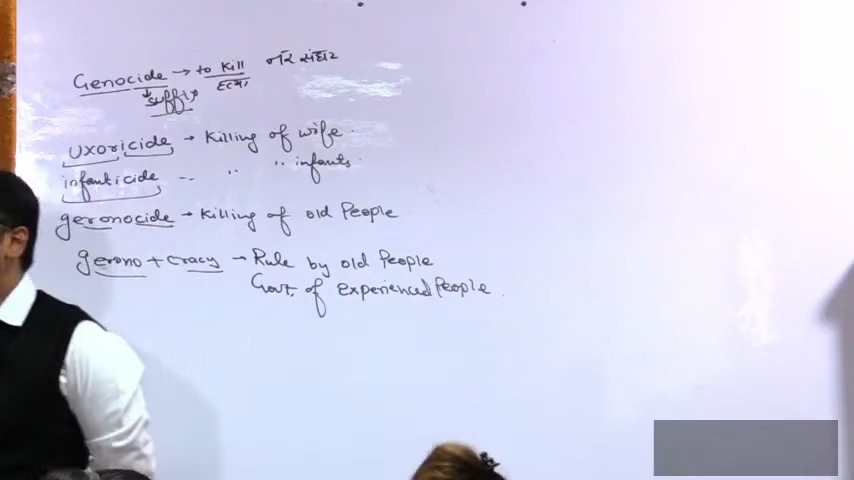 Genocide → to kill नर संहार
suffix हत्या
Uxoricide → Killing of wife.
infanticide -- " " infants.
geronocide → Killing of old People
gerono + cracy → Rule by old People
Govt. of experienced People.